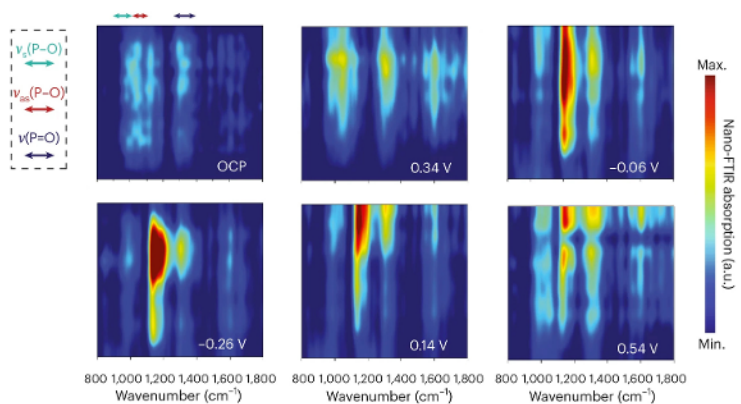 νs(P–O)
νas(P–O)
ν(P=O)
OCP
0.34 V
−0.06 V
−0.26 V
0.14 V
0.54 V
800 1,000 1,200 1,400 1,600 1,800
800 1,000 1,200 1,400 1,600 1,800
800 1,000 1,200 1,400 1,600 1,800
Wavenumber (cm⁻¹)
Wavenumber (cm⁻¹)
Wavenumber (cm⁻¹)
Max.
Nano-FTIR absorption (a.u.)
Min.